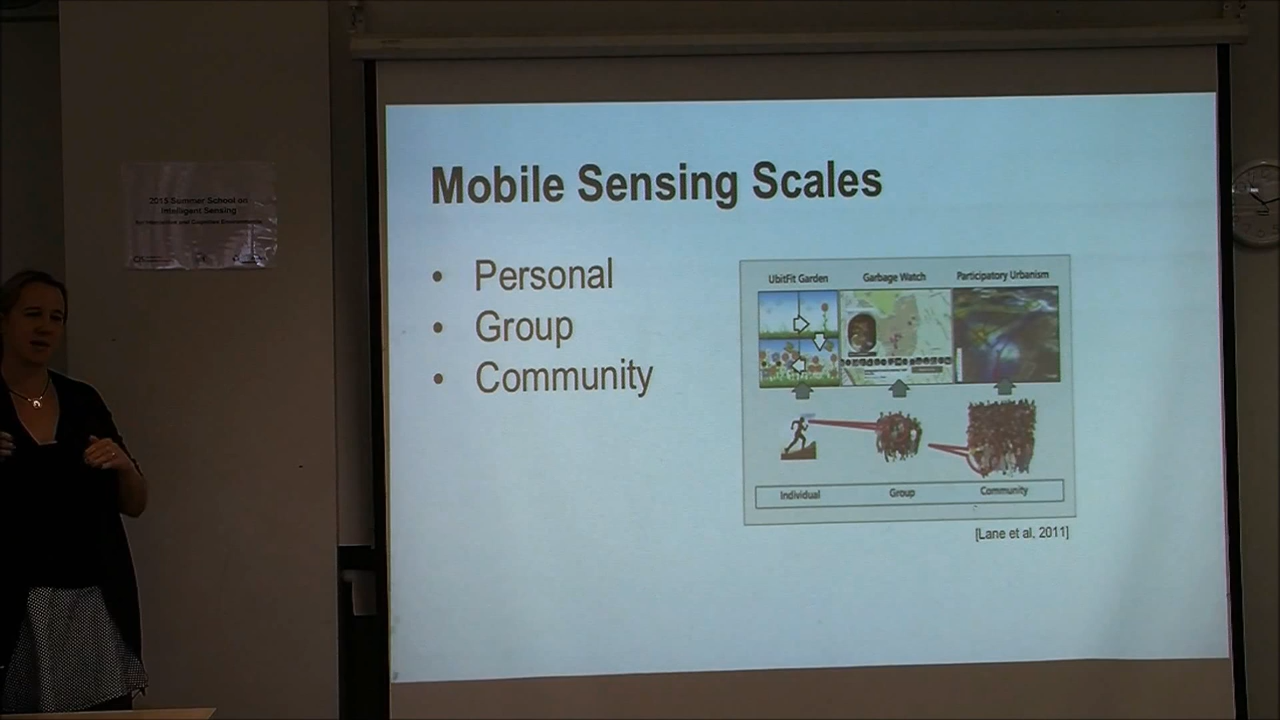 2015 Summer School on
Intelligent Sensing
Mobile Sensing Scales
• Personal
• Group
• Community
UbitFit Garden
Garbage Watch
Participatory Urbanism
Individual
Group
Community
[Lane et al, 2011]